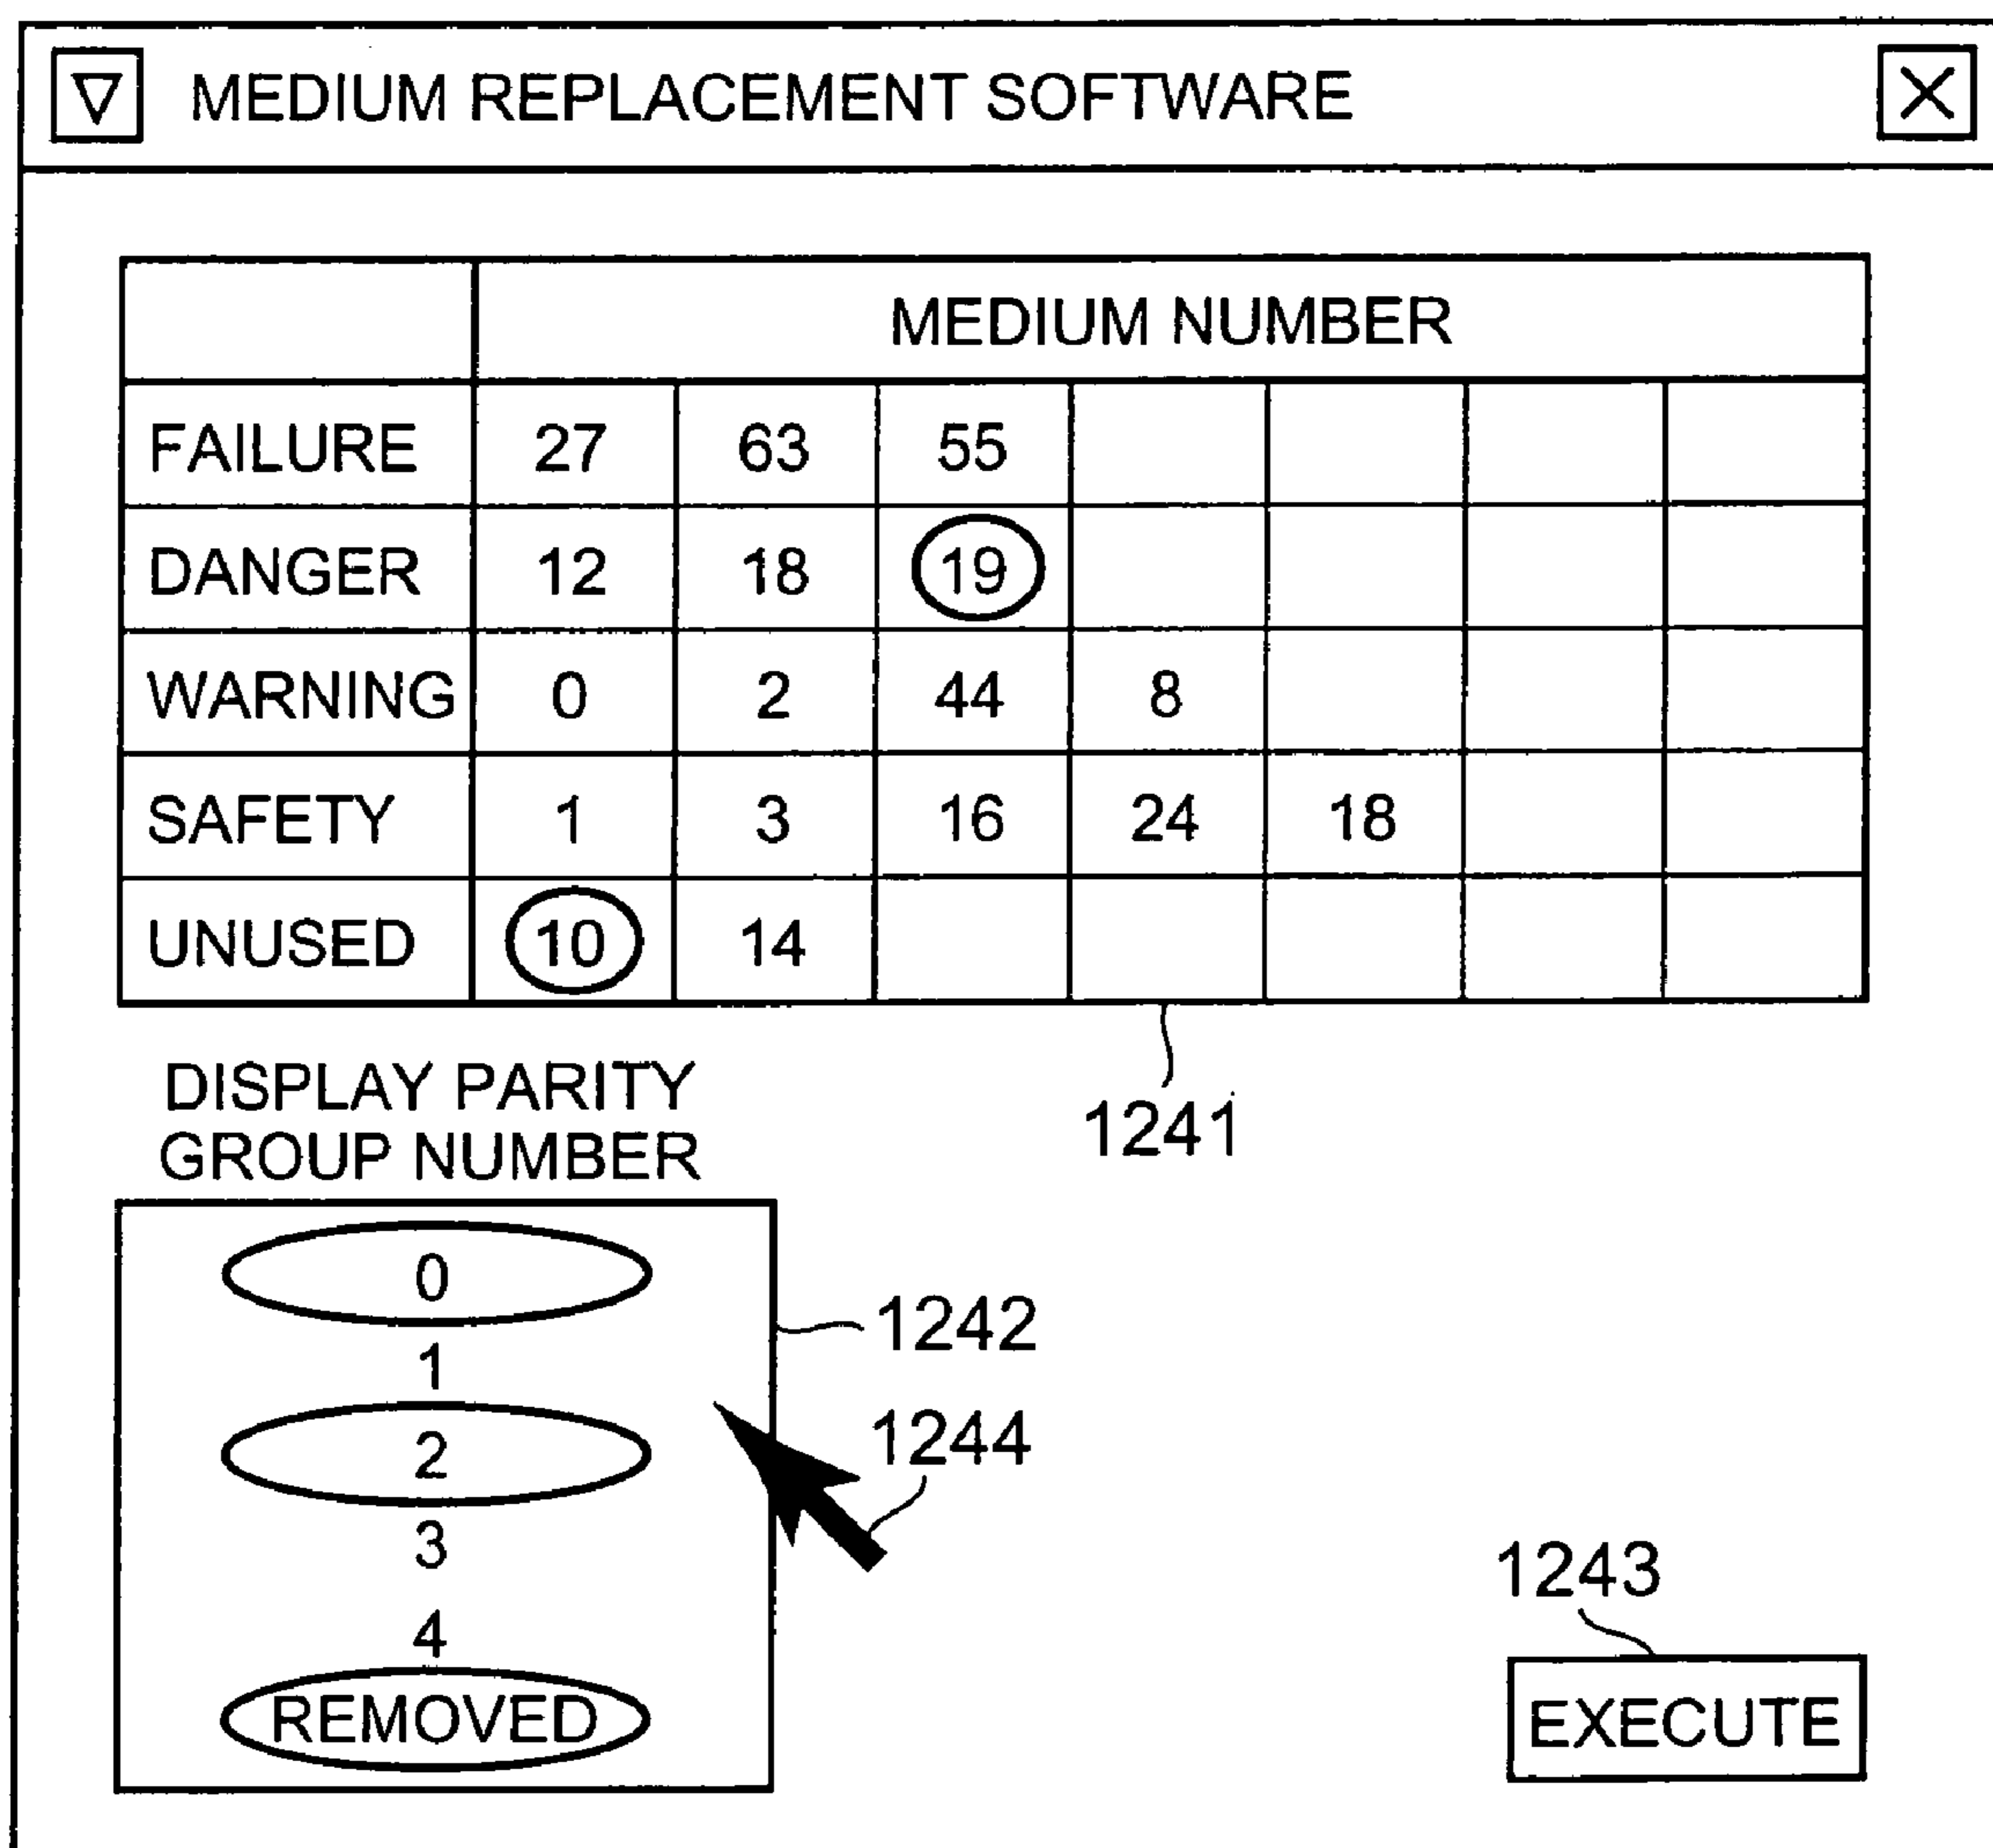 MEDIUM REPLACEMENT SOFTWARE
MEDIUM NUMBER
FAILURE 27 63 55
DANGER 12 18 19
WARNING 0 2 44 8
SAFETY 1 3 16 24 18
UNUSED 10 14
1241
DISPLAY PARITY
GROUP NUMBER
0
1
2
3
4
REMOVED
1242
1244
1243
EXECUTE